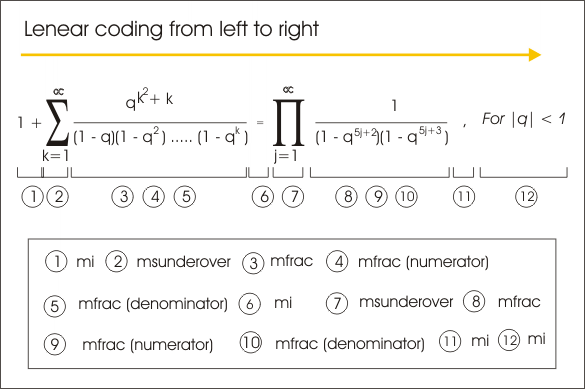 Lenear coding from left to right
1 + ∑_{k=1}^{∝} q^{k^2 + k} / (1 - q)(1 - q^2) ..... (1 - q^k) = ∏_{j=1}^{∝} 1 / (1 - q^{5j+2})(1 - q^{5j+3}) , For |q| < 1
1 2 3 4 5 6 7 8 9 10 11 12
1 mi 2 msunderover 3 mfrac 4 mfrac (numerator)
5 mfrac (denominator) 6 mi 7 msunderover 8 mfrac
9 mfrac (numerator) 10 mfrac (denominator) 11 mi 12 mi